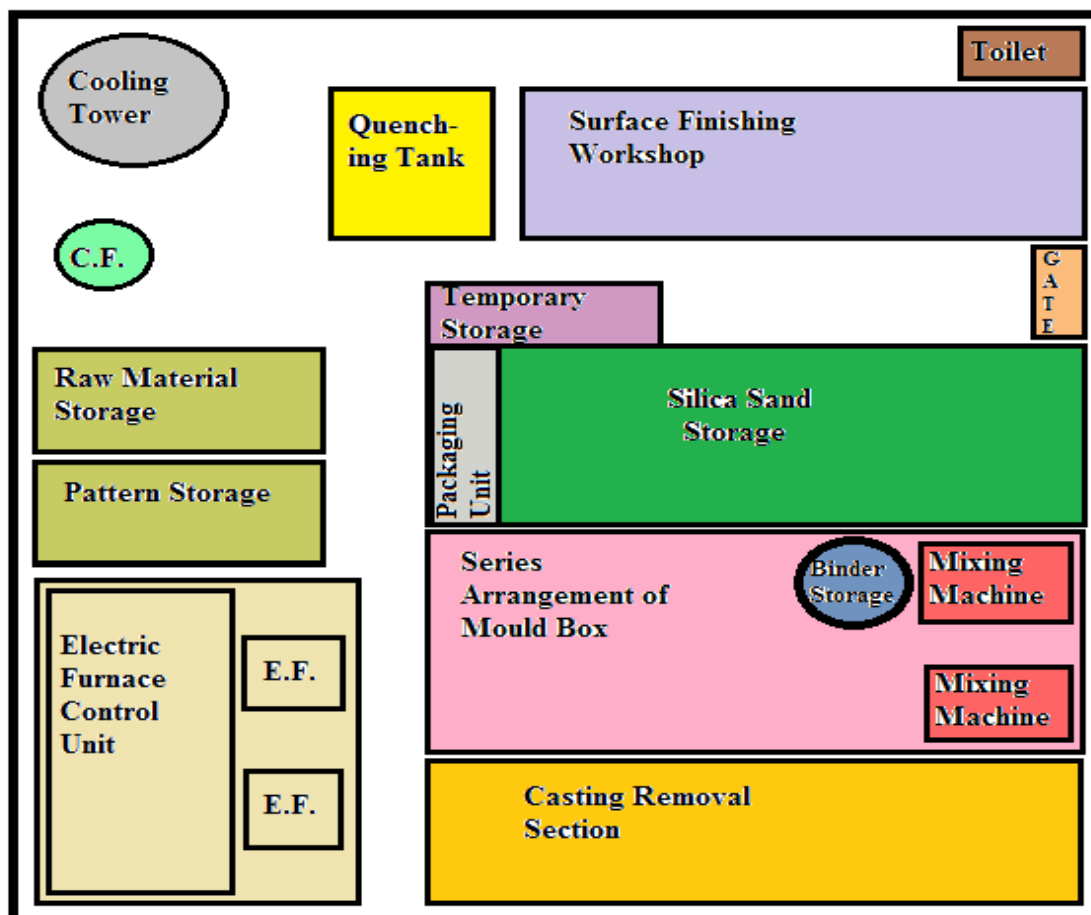 Toilet
Cooling
Tower
Quench-
ing Tank
Surface Finishing
Workshop
C.F.
G
A
T
E
Temporary
Storage
Raw Material
Storage
Silica Sand
Storage
Packaging
Unit
Pattern Storage
Series
Arrangement of
Mould Box
Binder
Storage
Mixing
Machine
Electric
Furnace
Control
Unit
E.F.
Mixing
Machine
E.F.
Casting Removal
Section